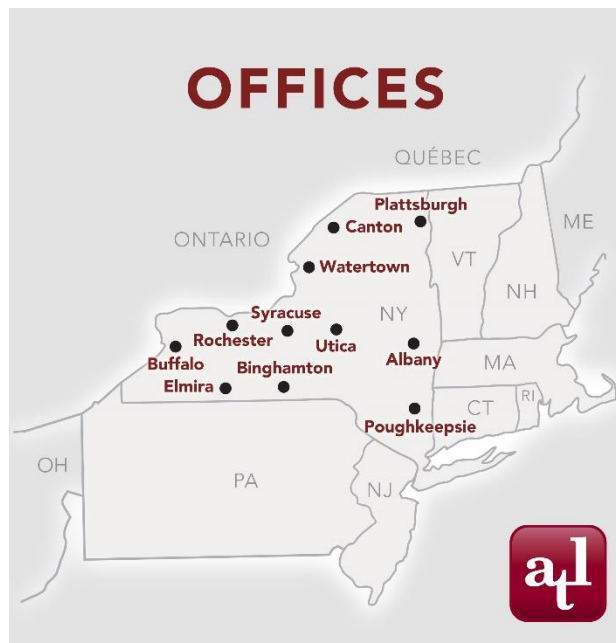 OFFICES
QUÉBEC
Plattsburgh
Canton
ONTARIO
ME
VT
Watertown
NH
Syracuse
NY
Rochester
Utica
Buffalo
Albany
MA
Elmira
Binghamton
CT
RI
Poughkeepsie
OH
PA
NJ
atl